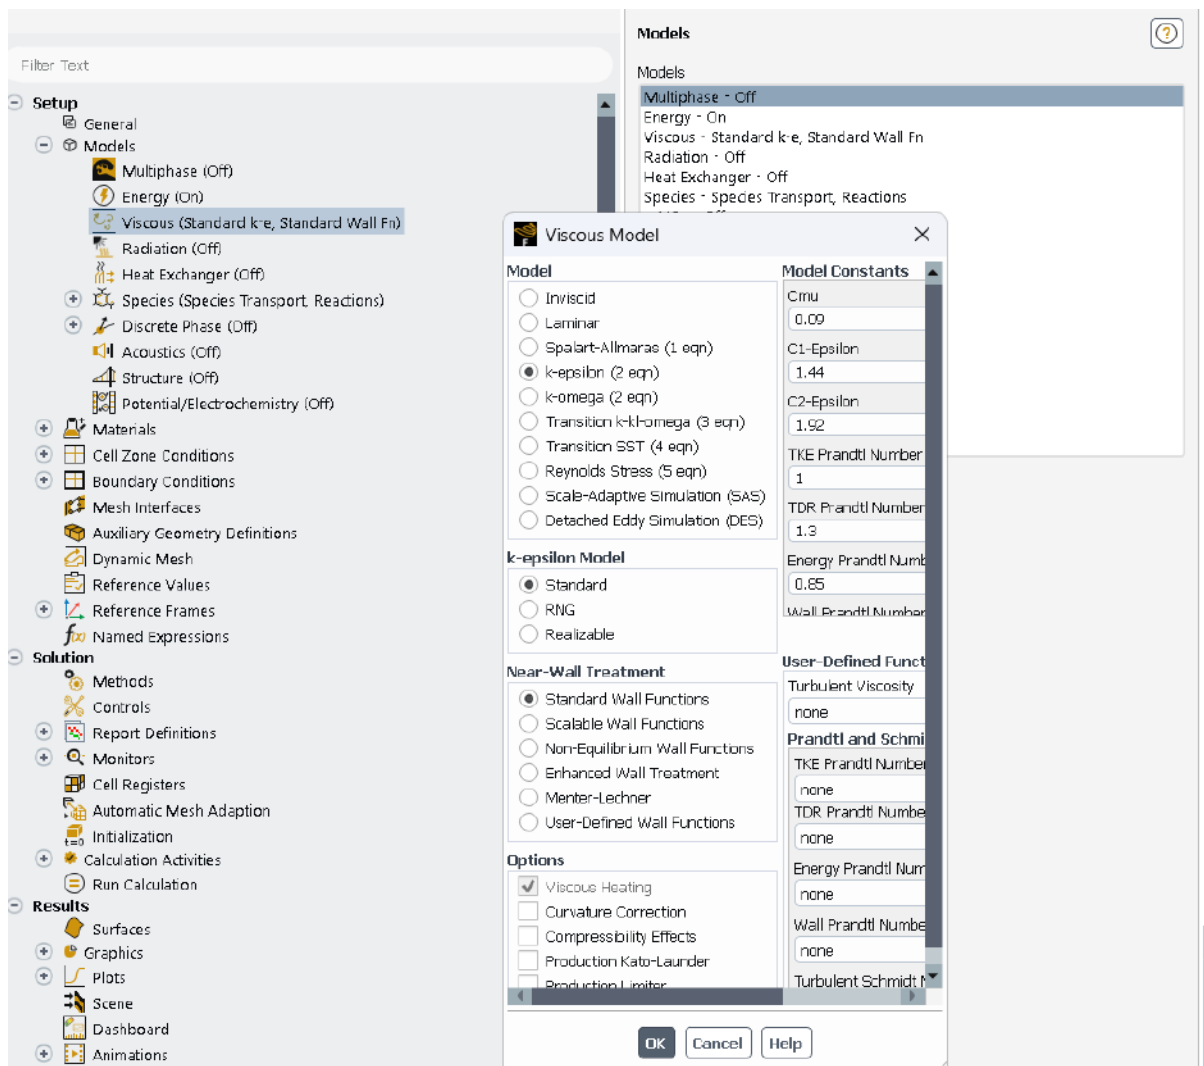 Filter Text
Setup
General
Models
Multiphase (Off)
Energy (On)
Viscous (Standard k-e, Standard Wall Fn)
Radiation (Off)
Heat Exchanger (Off)
Species (Species Transport, Reactions)
Discrete Phase (Off)
Acoustics (Off)
Structure (Off)
Potential/Electrochemistry (Off)
Materials
Cell Zone Conditions
Boundary Conditions
Mesh Interfaces
Auxiliary Geometry Definitions
Dynamic Mesh
Reference Values
Reference Frames
f(x) Named Expressions
Solution
Methods
Controls
Report Definitions
Monitors
Cell Registers
Automatic Mesh Adaption
t=0 Initialization
Calculation Activities
Run Calculation
Results
Surfaces
Graphics
Plots
Scene
Dashboard
Animations
Models
?
Models
Multiphase - Off
Energy - On
Viscous - Standard k-e, Standard Wall Fn
Radiation - Off
Heat Exchanger - Off
Species - Species Transport, Reactions
Viscous Model
Model
Inviscid
Laminar
Spalart-Allmaras (1 eqn)
k-epsilon (2 eqn)
k-omega (2 eqn)
Transition k-kl-omega (3 eqn)
Transition SST (4 eqn)
Reynolds Stress (5 eqn)
Scale-Adaptive Simulation (SAS)
Detached Eddy Simulation (DES)
k-epsilon Model
Standard
RNG
Realizable
Near-Wall Treatment
Standard Wall Functions
Scalable Wall Functions
Non-Equilibrium Wall Functions
Enhanced Wall Treatment
Menter-Lechner
User-Defined Wall Functions
Options
Viscous Heating
Curvature Correction
Compressibility Effects
Production Kato-Launder
Production Limiter
Model Constants
Cmu
0.09
C1-Epsilon
1.44
C2-Epsilon
1.92
TKE Prandtl Number
1
TDR Prandtl Number
1.3
Energy Prandtl Numb
0.85
Wall Prandtl Number
User-Defined Funct
Turbulent Viscosity
none
Prandtl and Schmi
TKE Prandtl Number
none
TDR Prandtl Numbe
none
Energy Prandtl Num
none
Wall Prandtl Numbe
none
Turbulent Schmidt N
OK Cancel Help